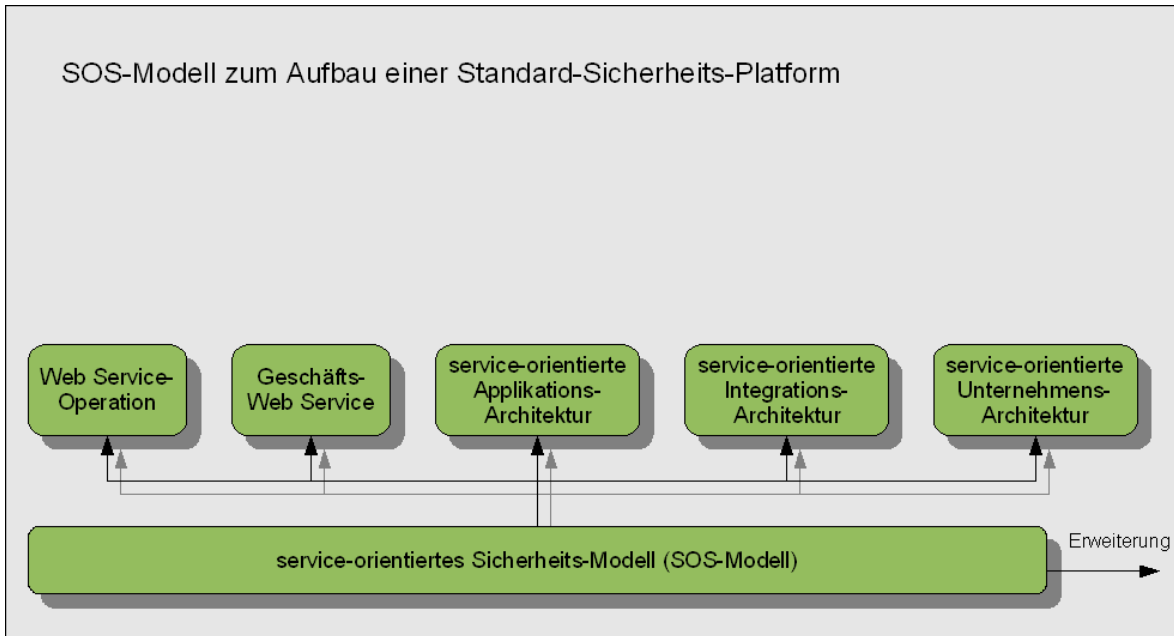 SOS-Modell zum Aufbau einer Standard-Sicherheits-Platform
Web Service-
Operation
Geschäfts-
Web Service
service-orientierte
Applikations-
Architektur
service-orientierte
Integrations-
Architektur
service-orientierte
Unternehmens-
Architektur
service-orientiertes Sicherheits-Modell (SOS-Modell)
Erweiterung